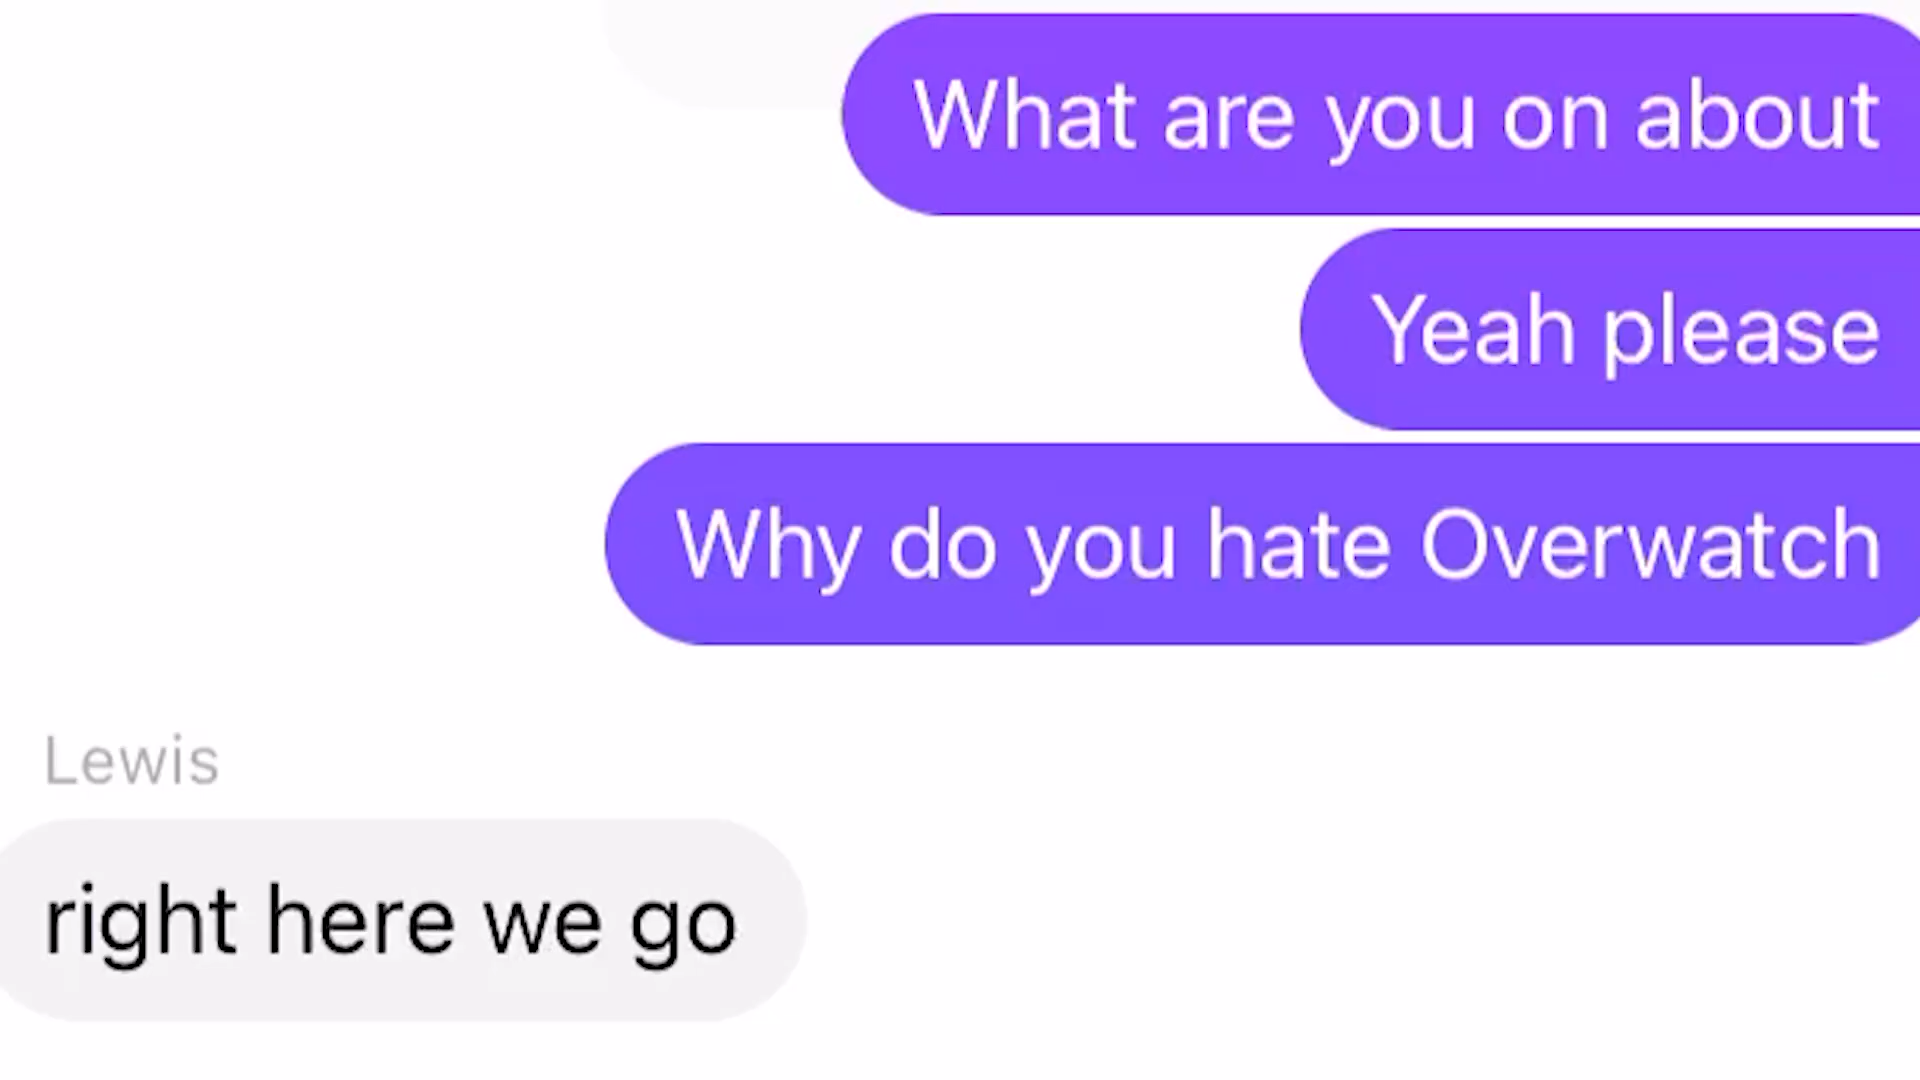 What are you on about
Yeah please
Why do you hate Overwatch
Lewis
right here we go